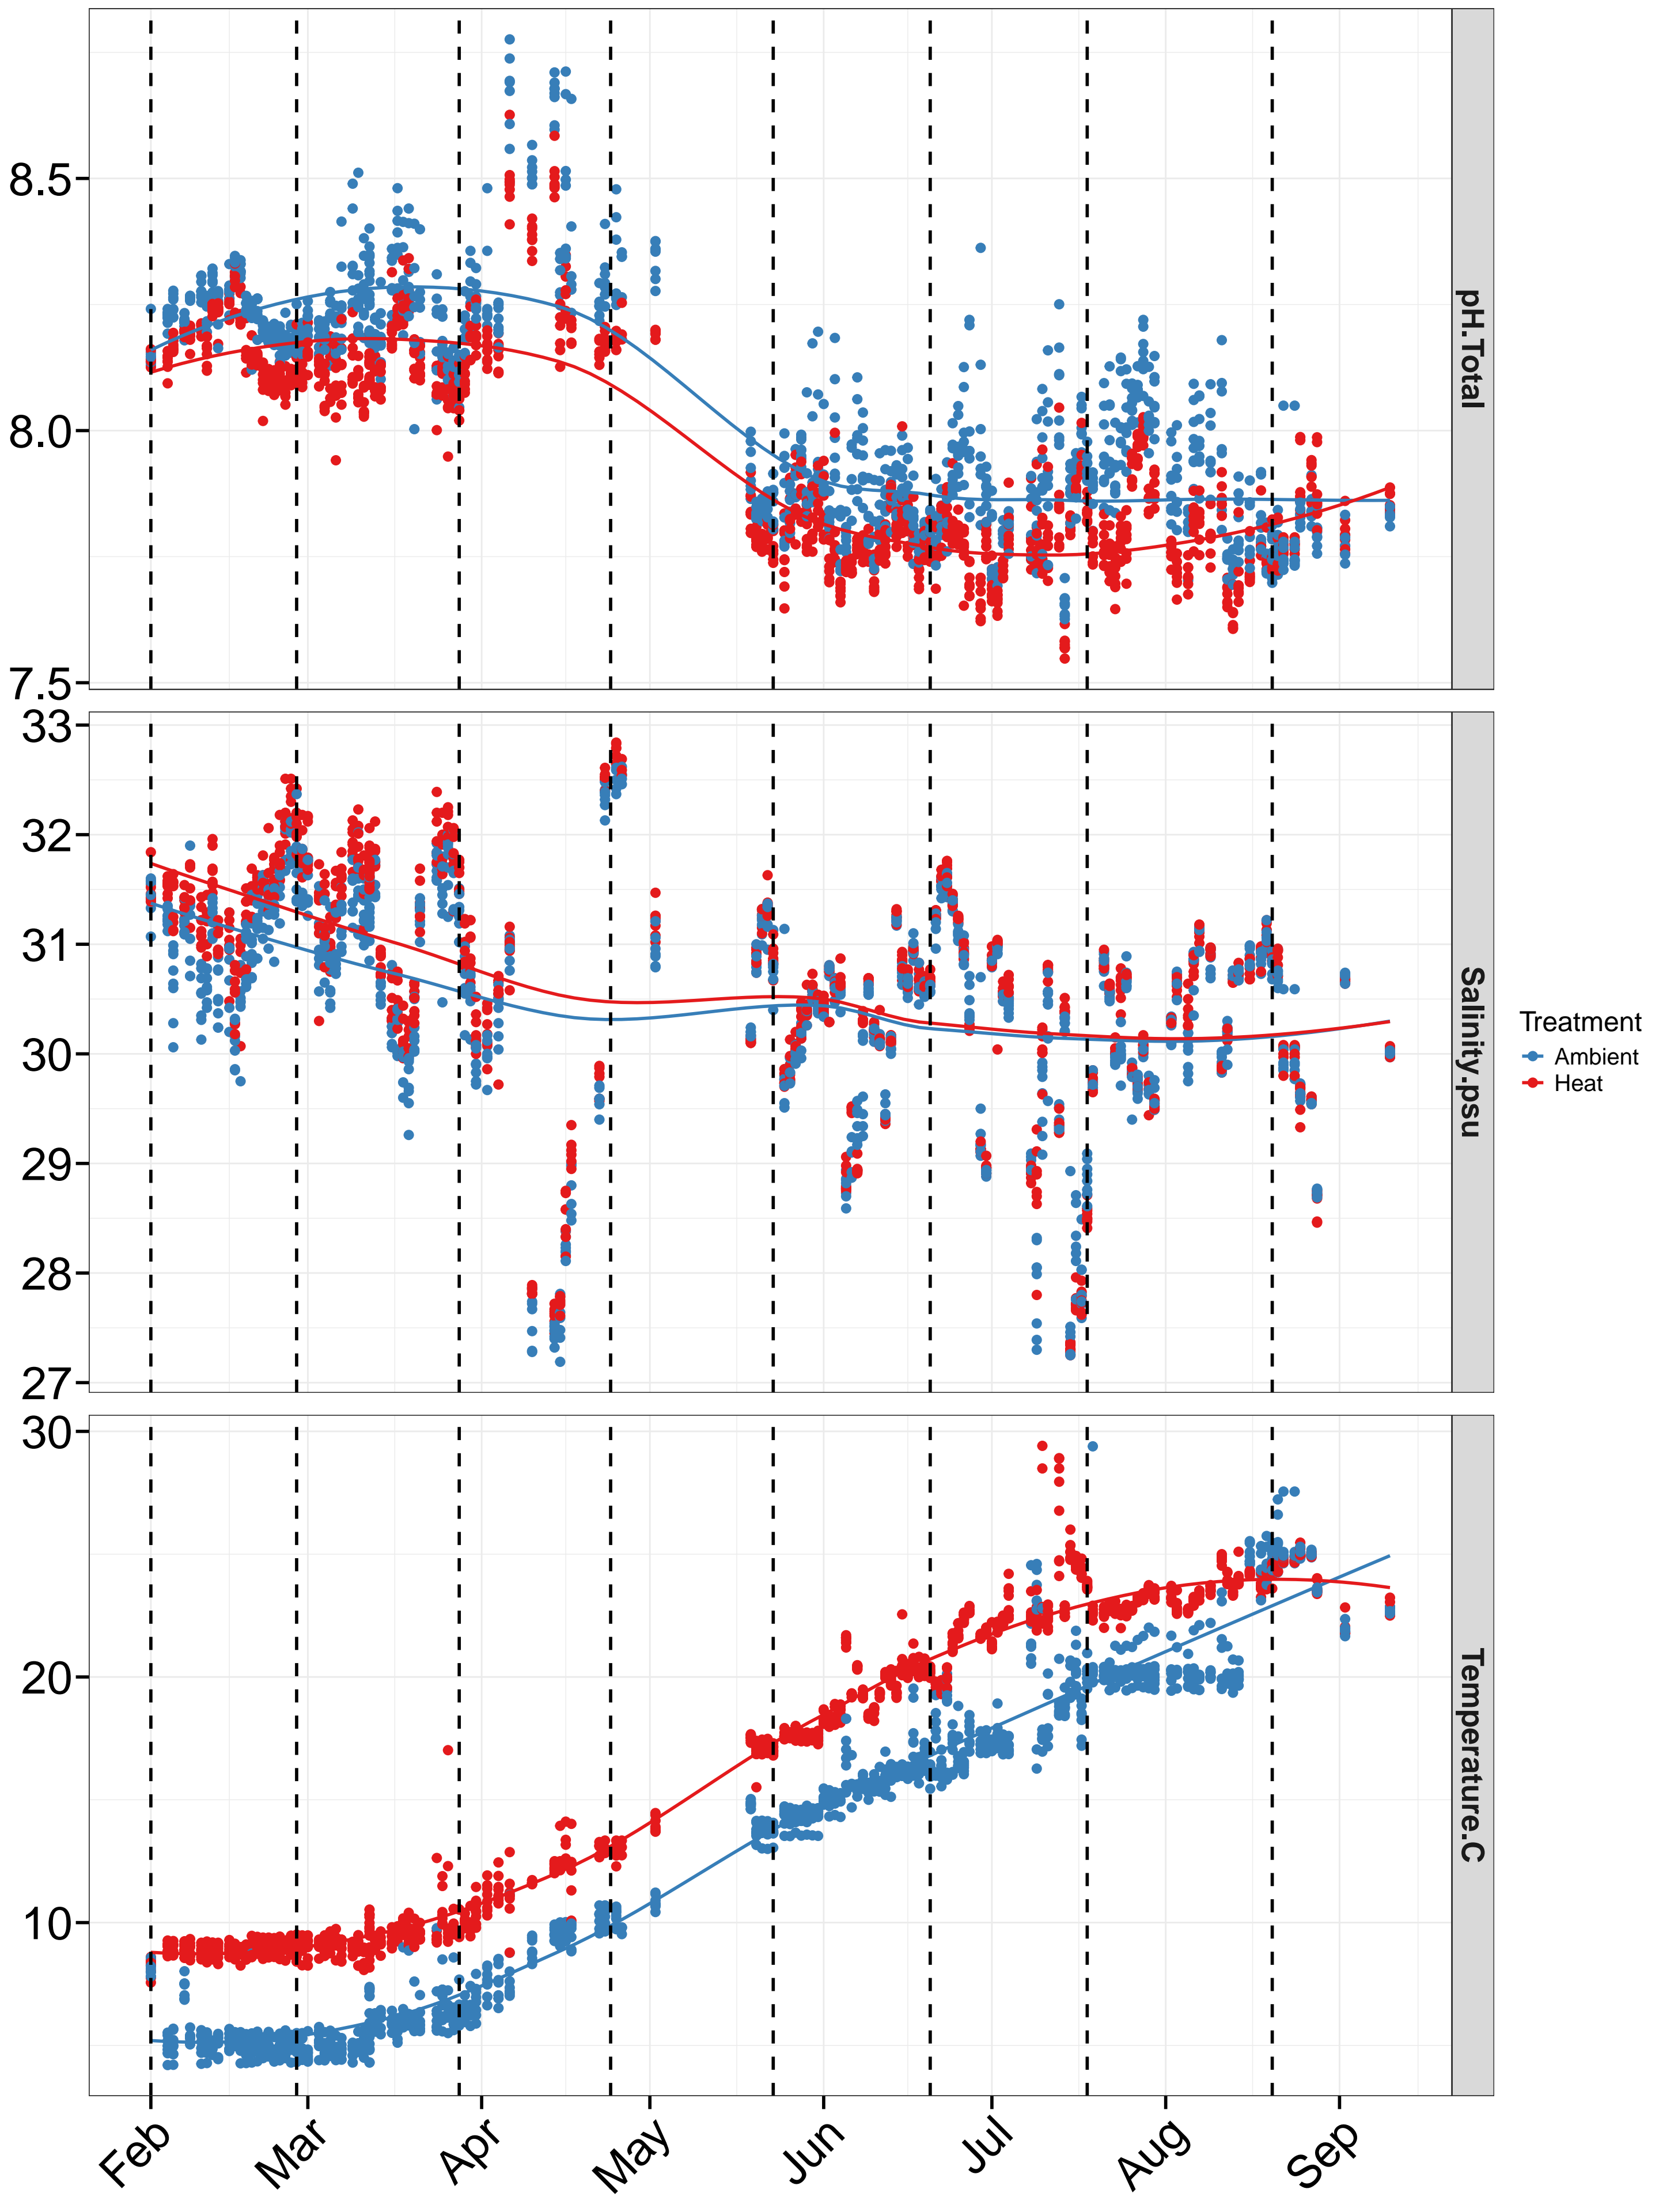 8.5
8.0
7.5
pH.Total
33
32
31
30
29
28
27
Salinity.psu
Treatment
Ambient
Heat
30
20
10
Temperature.C
Feb
Mar
Apr
May
Jun
Jul
Aug
Sep